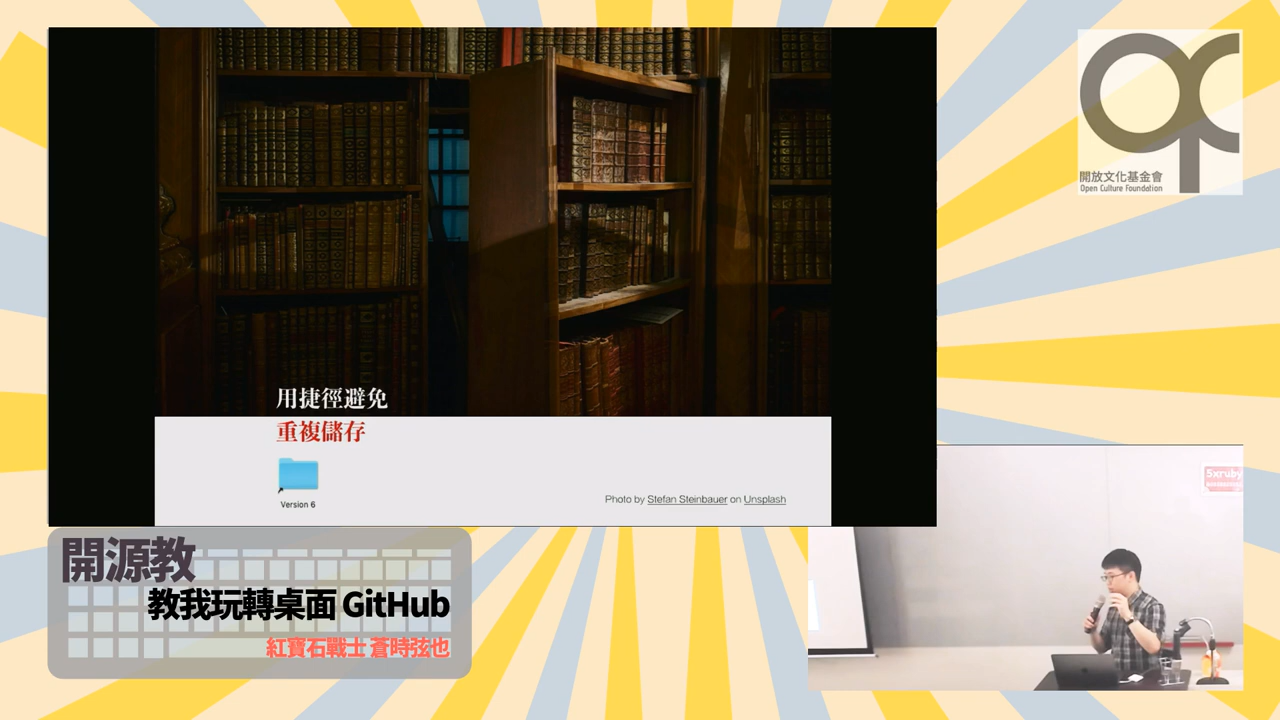 開放文化基金會
Open Culture Foundation
用捷徑避免
重複儲存
Version 6
Photo by Stefan Steinbauer on Unsplash
5xruby
開源教
教我玩轉桌面 GitHub
紅寶石戰士 蒼時弦也